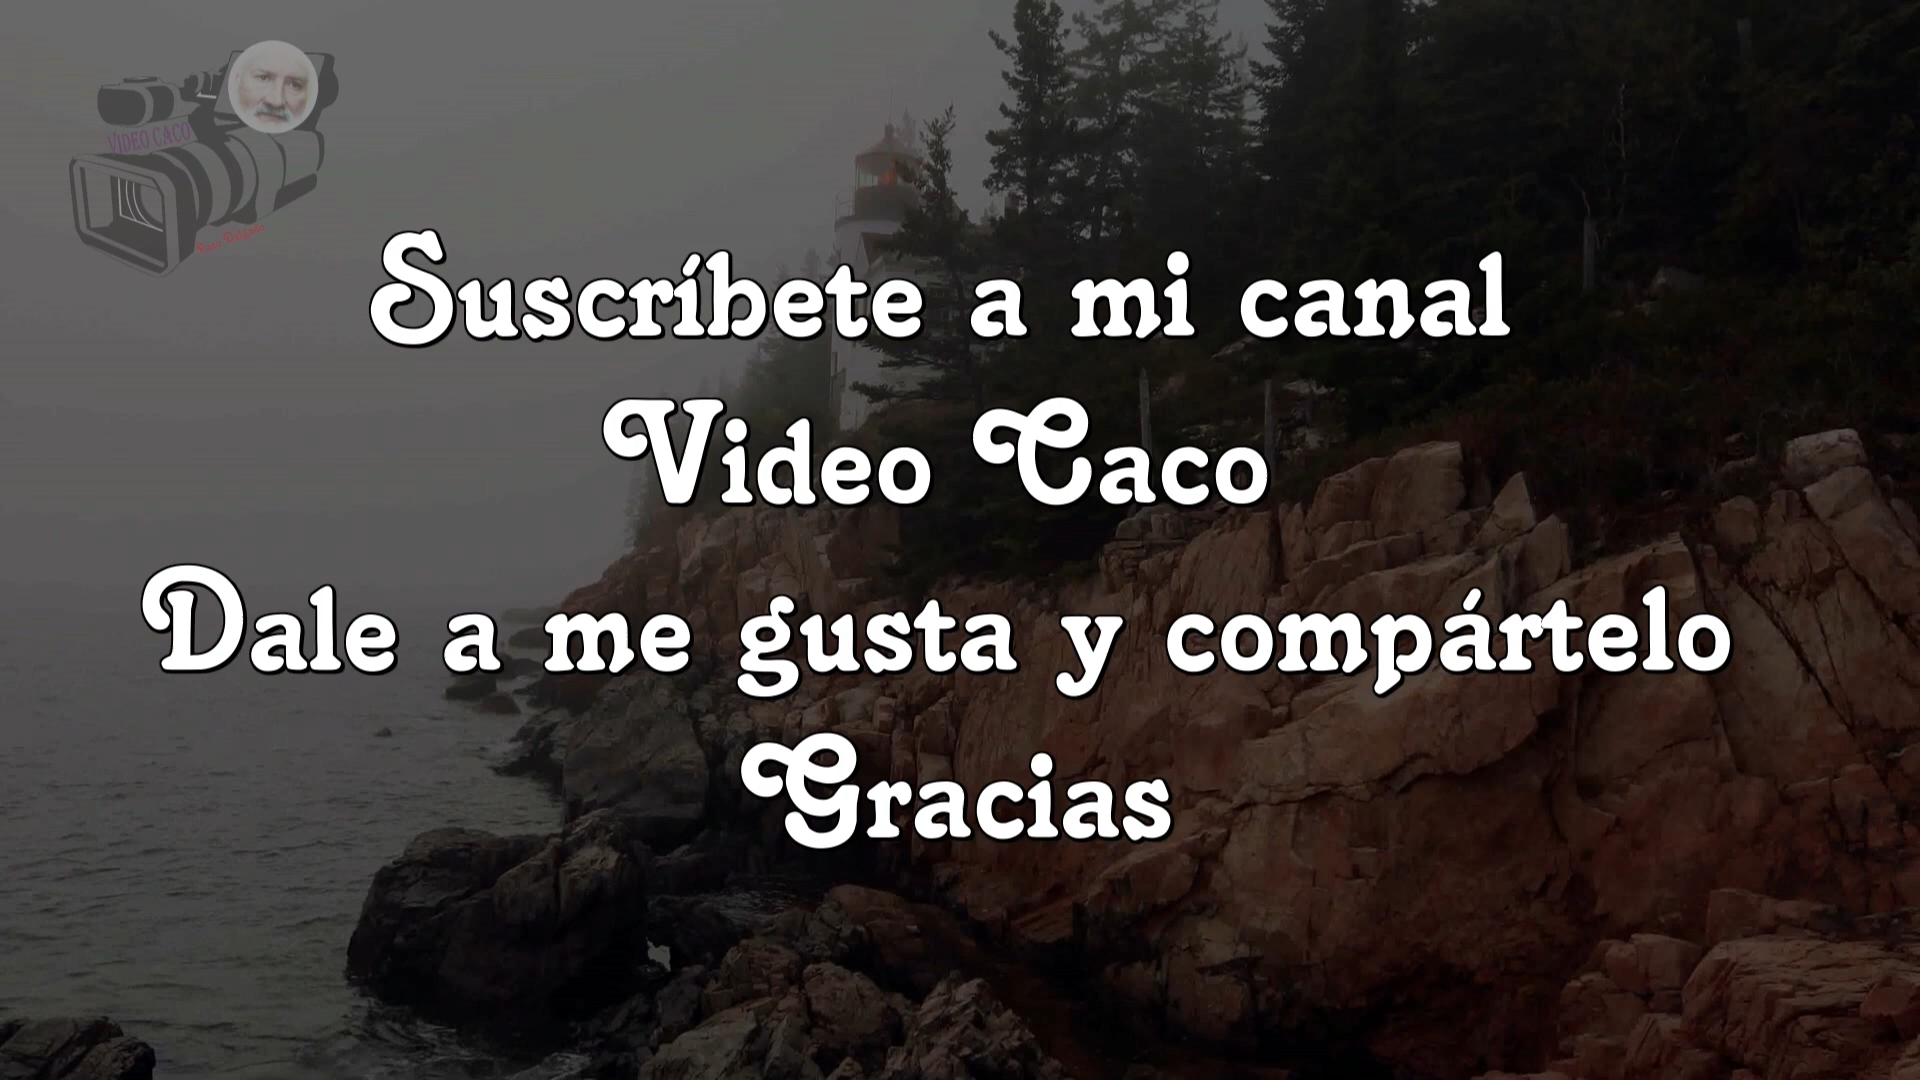 VIDEO CACO
Suscríbete a mi canal
Video Caco
Dale a me gusta y compártelo
Gracias